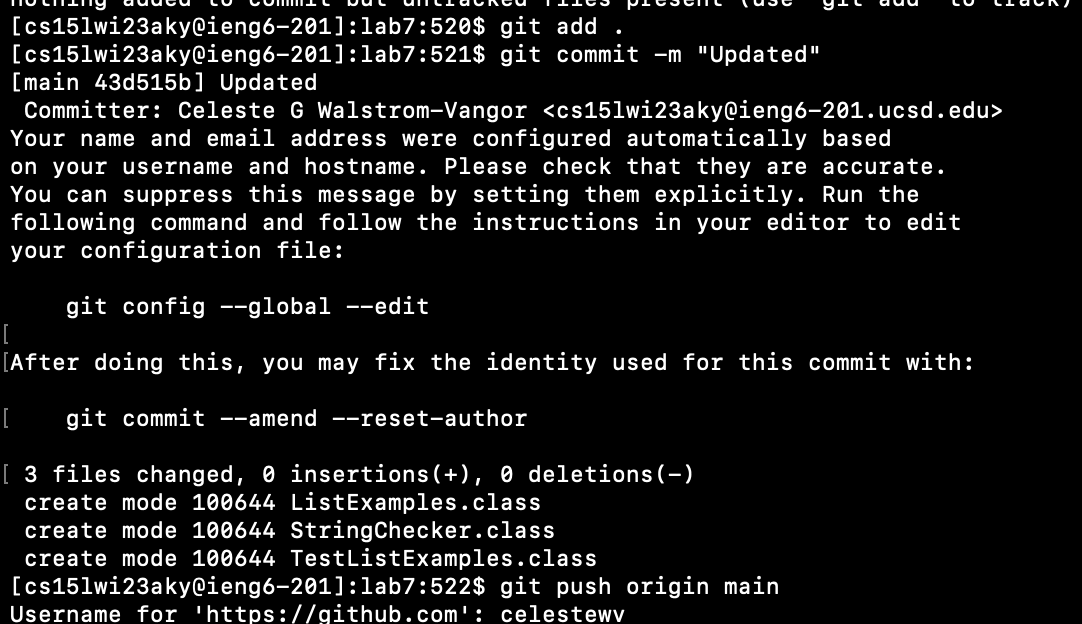 nothing added to commit but untracked files present (use "git add" to track)
[cs15lwi23aky@ieng6-201]:lab7:520$ git add .
[cs15lwi23aky@ieng6-201]:lab7:521$ git commit -m "Updated"
[main 43d515b] Updated
Committer: Celeste G Walstrom-Vangor <cs15lwi23aky@ieng6-201.ucsd.edu>
Your name and email address were configured automatically based
on your username and hostname. Please check that they are accurate.
You can suppress this message by setting them explicitly. Run the
following command and follow the instructions in your editor to edit
your configuration file:
git config --global --edit
[
[After doing this, you may fix the identity used for this commit with:
[ git commit --amend --reset-author
[ 3 files changed, 0 insertions(+), 0 deletions(-)
create mode 100644 ListExamples.class
create mode 100644 StringChecker.class
create mode 100644 TestListExamples.class
[cs15lwi23aky@ieng6-201]:lab7:522$ git push origin main
Username for 'https://github.com': celestewv